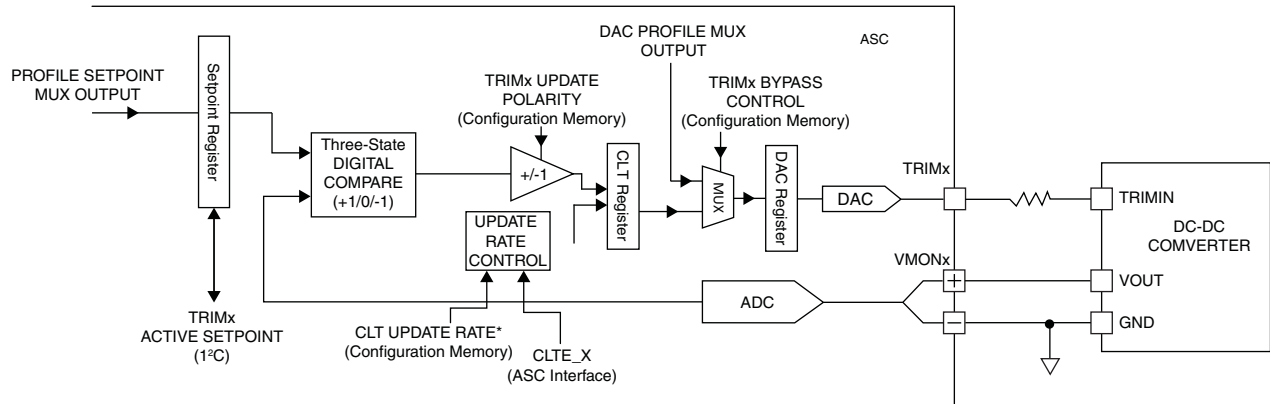 DAC PROFILE MUX
OUTPUT
ASC
PROFILE SETPOINT
MUX OUTPUT
Setpoint Register
TRIMx UPDATE
POLARITY
(Configuration Memory)
TRIMx BYPASS
CONTROL
(Configuration Memory)
Three-State
DIGITAL
COMPARE
(+1/0/-1)
+/-1
CLT Register
MUX
DAC Register
DAC
TRIMx
TRIMIN
DC-DC
COMVERTER
UPDATE
RATE
CONTROL
VMONx
+
VOUT
ADC
-
GND
TRIMx
ACTIVE SETPOINT
(1²C)
CLT UPDATE RATE*
(Configuration Memory)
CLTE_X
(ASC Interface)